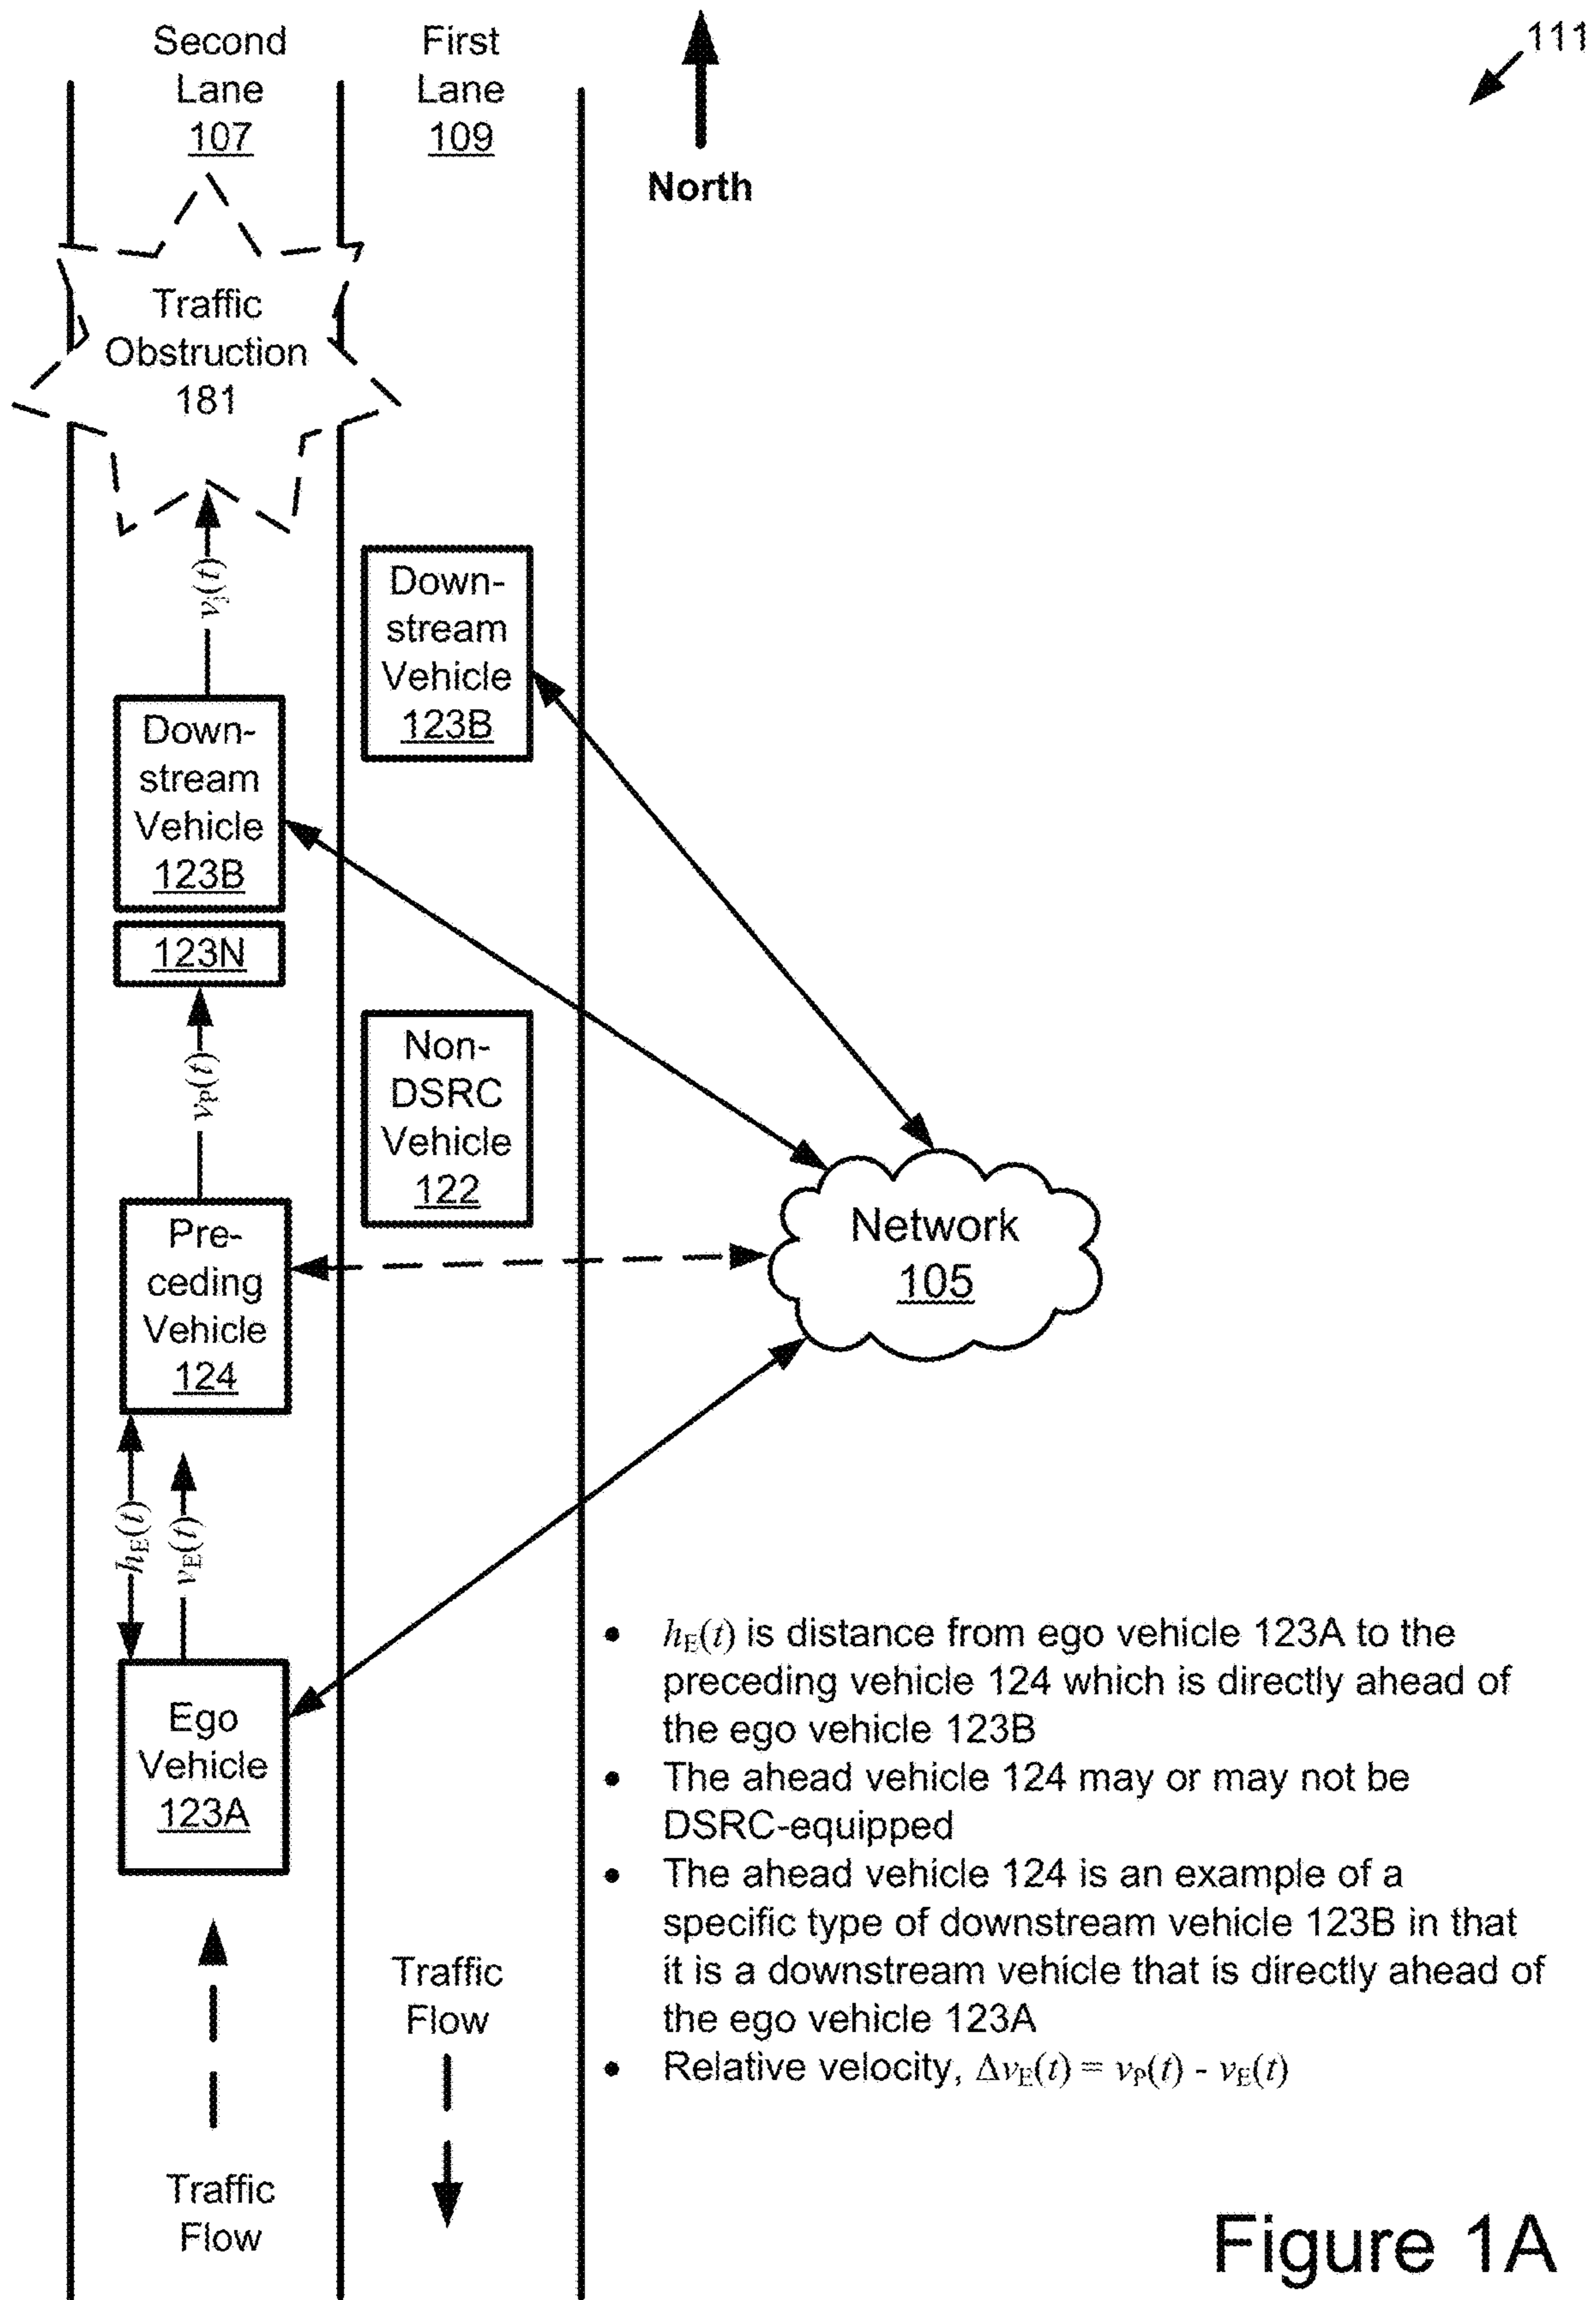 Second
Lane
107
First
Lane
109
North
111
Traffic
Obstruction
181
vj(t)
Down-
stream
Vehicle
123B
Down-
stream
Vehicle
123B
123N
vP(t)
Non-
DSRC
Vehicle
122
Pre-
ceding
Vehicle
124
Network
105
hE(t)
vE(t)
Ego
Vehicle
123A
• hE(t) is distance from ego vehicle 123A to the
preceding vehicle 124 which is directly ahead of
the ego vehicle 123B
• The ahead vehicle 124 may or may not be
DSRC-equipped
• The ahead vehicle 124 is an example of a
specific type of downstream vehicle 123B in that
it is a downstream vehicle that is directly ahead of
the ego vehicle 123A
• Relative velocity, ΔvE(t) = vP(t) - vE(t)
Traffic
Flow
Traffic
Flow
Figure 1A